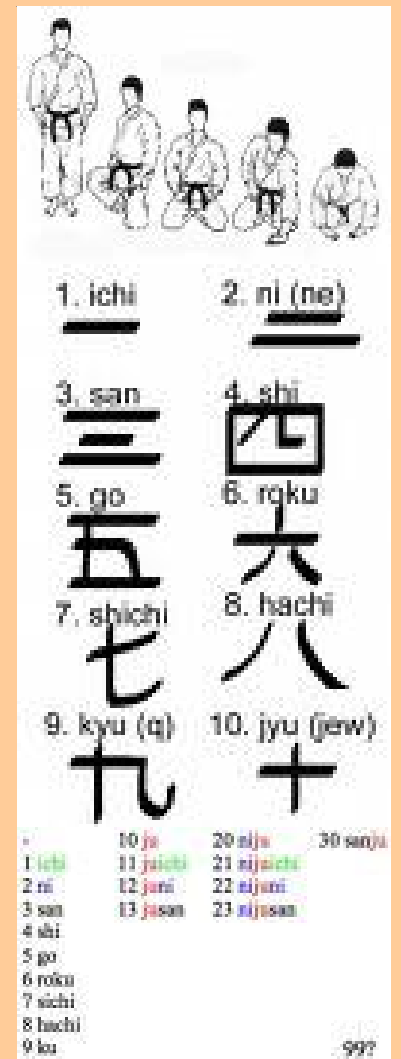 1. ichi 2. ni (ne)
一 二
3. san 4. shi
三 四
5. go 6. roku
五 六
7. shichi 8. hachi
七 八
9. kyu (q) 10. jyu (jew)
九 十
- 10 ju 20 niju 30 sanju
1 ichi 11 juichi 21 nijuichi
2 ni 12 juni 22 nijuni
3 san 13 jusan 23 nijusan
4 shi
5 go
6 roku
7 sichi
8 hachi
9 ku 99?